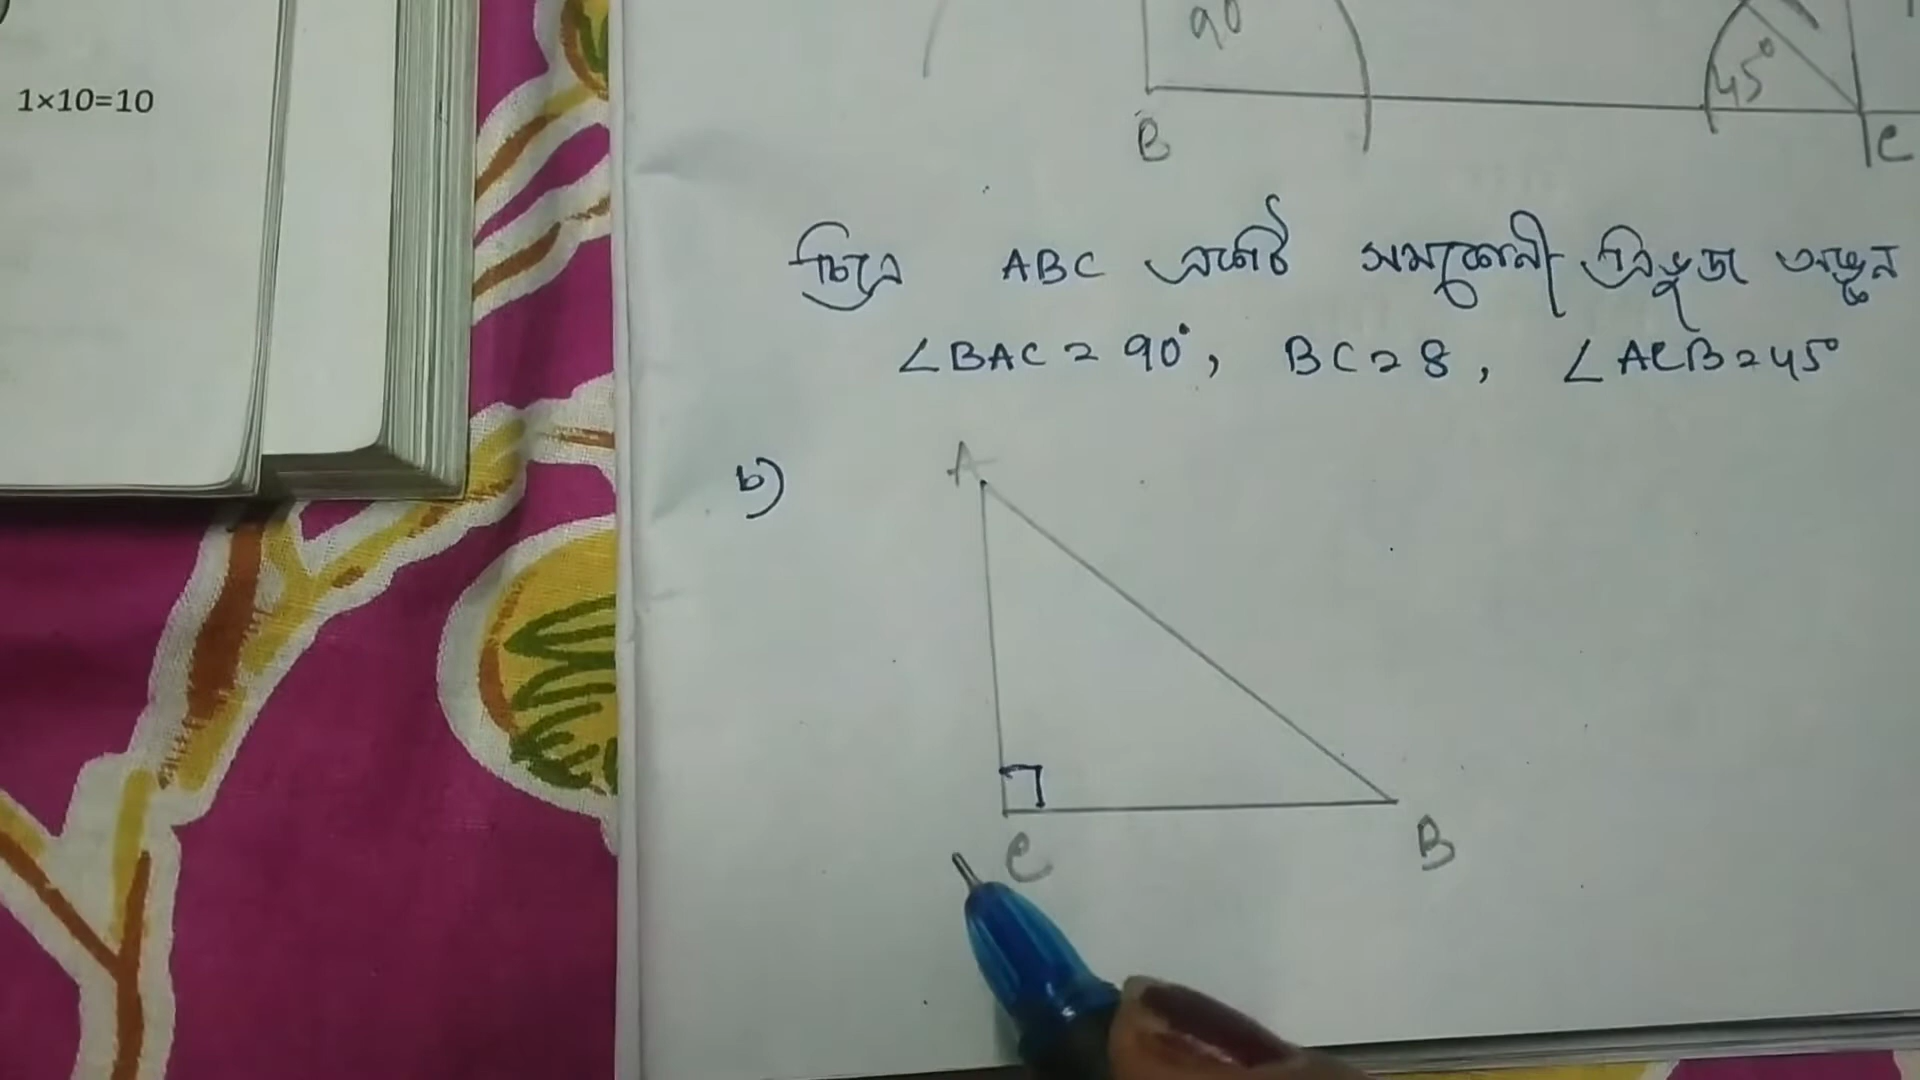 1×10=10
90
45°
B
C
চিত্রে ABC একটি সমকোণী ত্রিভূজ অঙ্কন
∠BAC = 90°, BC = 8, ∠ACB = 45°
b)
A
C
B